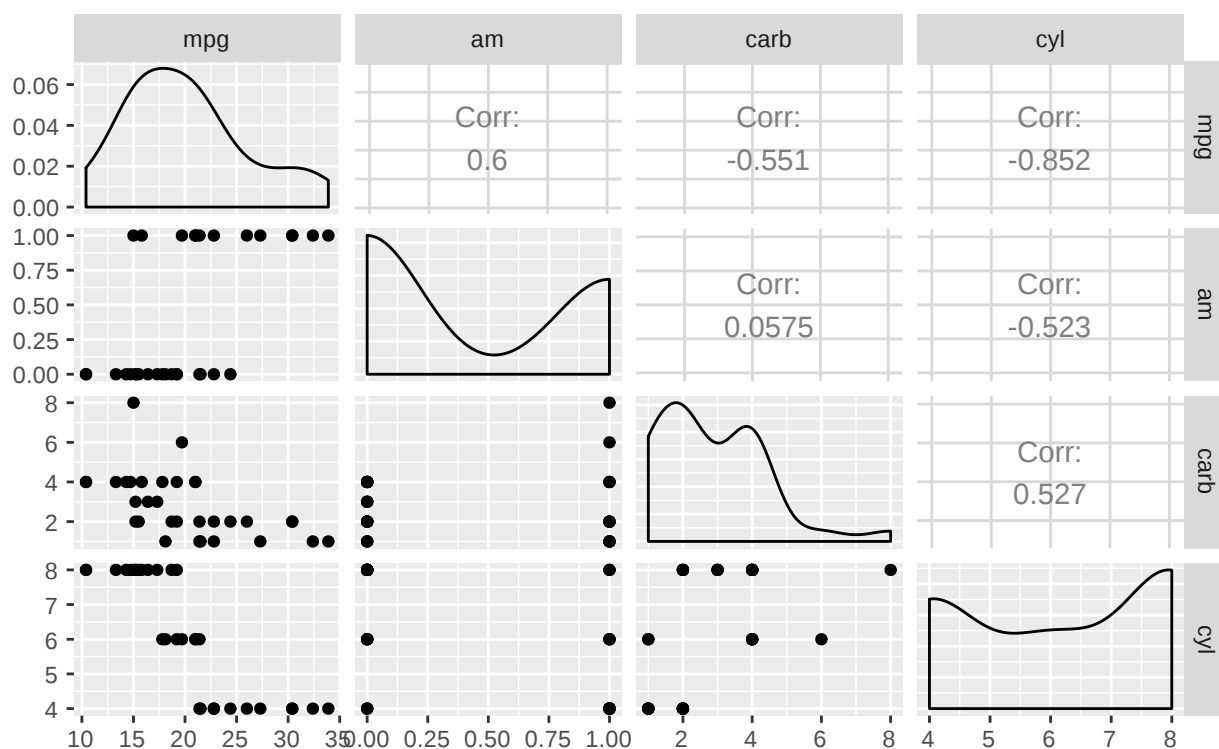 mpg am carb cyl
0.06
0.04
0.02
0.00
Corr:
0.6
Corr:
-0.551
Corr:
-0.852
mpg
1.00
0.75
0.50
0.25
0.00
Corr:
0.0575
Corr:
-0.523
am
8
6
4
2
Corr:
0.527
carb
8
7
6
5
4
cyl
10 15 20 25 30 35 0.00 0.25 0.50 0.75 1.00 2 4 6 8 4 5 6 7 8